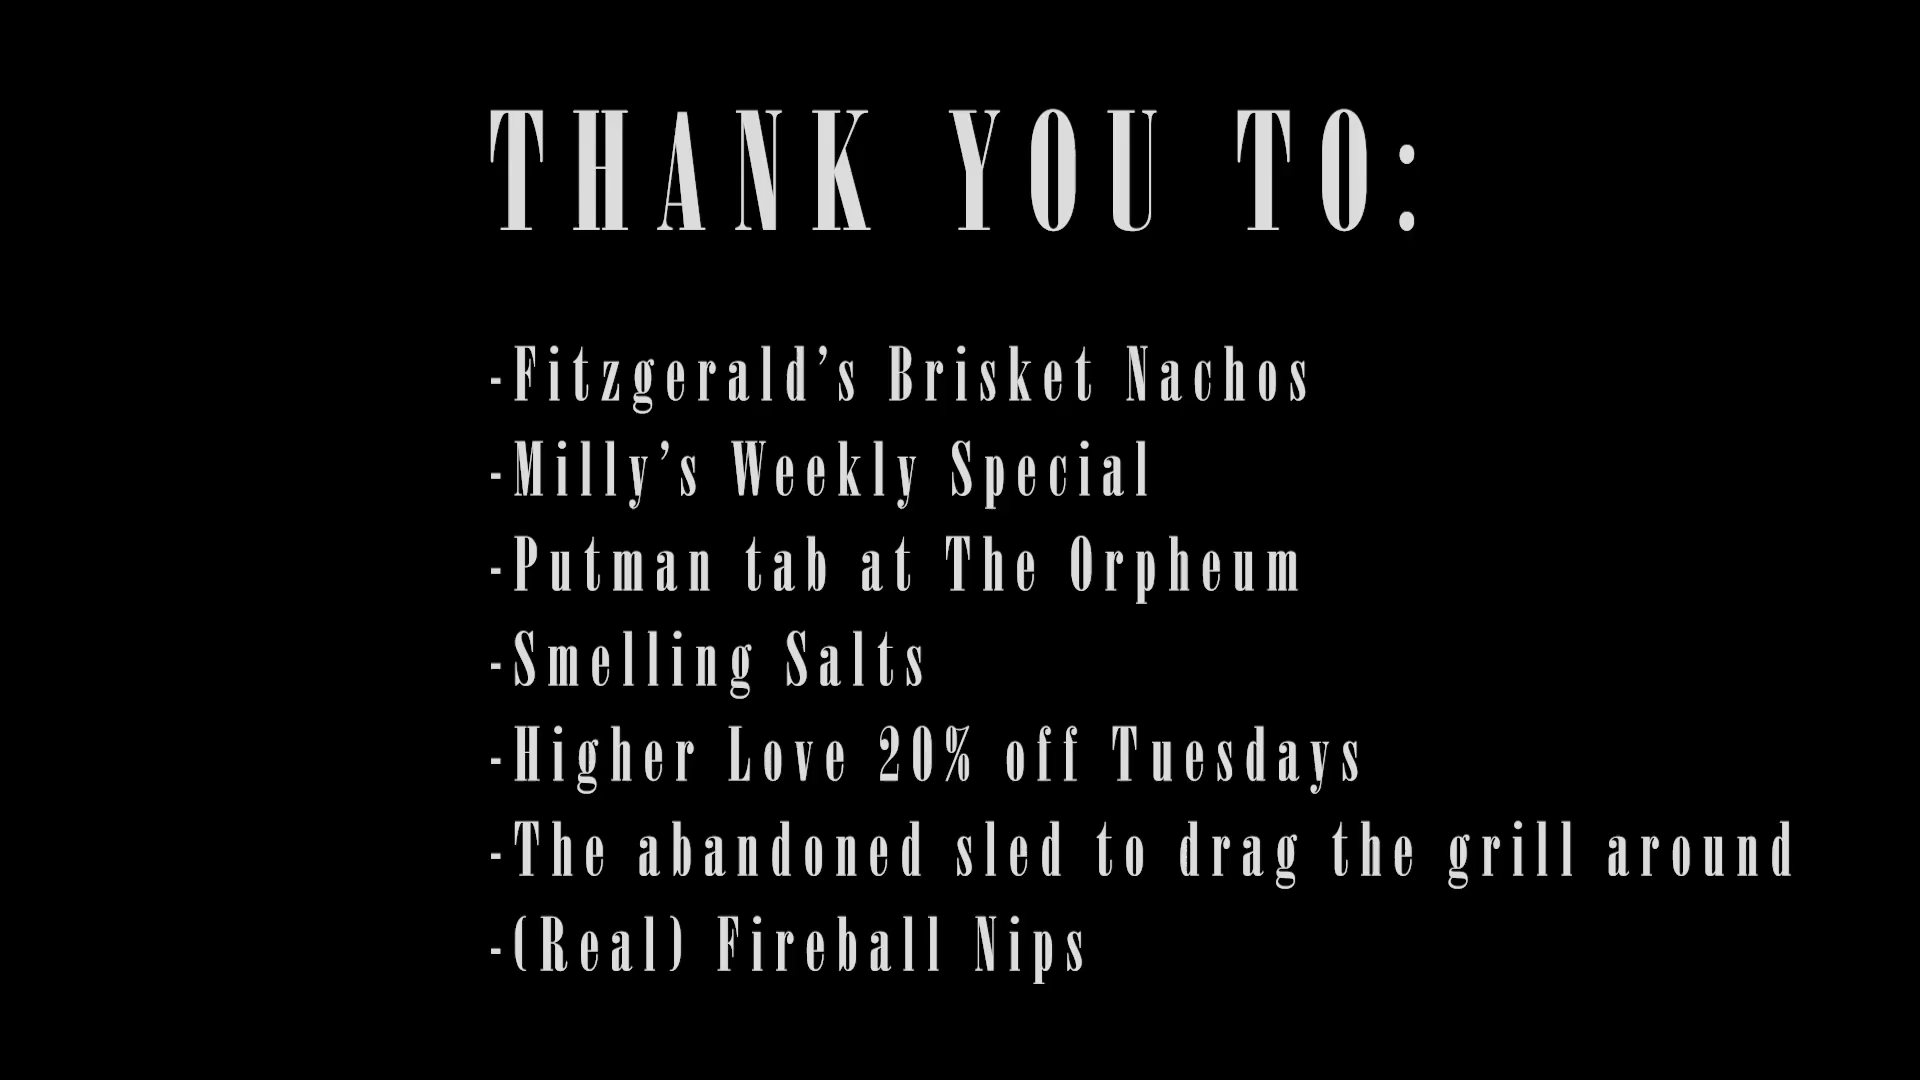 THANK YOU TO:
-Fitzgerald’s Brisket Nachos
-Milly’s Weekly Special
-Putman tab at The Orpheum
-Smelling Salts
-Higher Love 20% off Tuesdays
-The abandoned sled to drag the grill around
-(Real) Fireball Nips